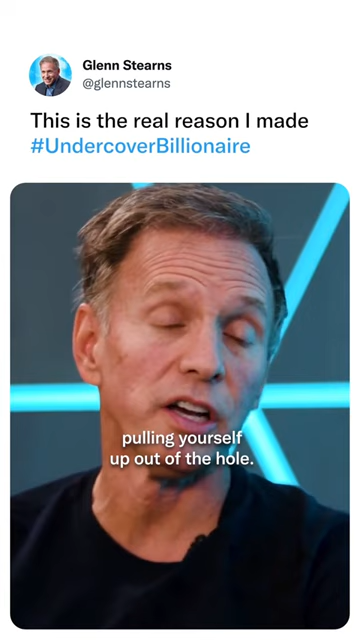 Glenn Stearns
@glennstearns
This is the real reason I made
#UndercoverBillionaire
pulling yourself
up out of the hole.